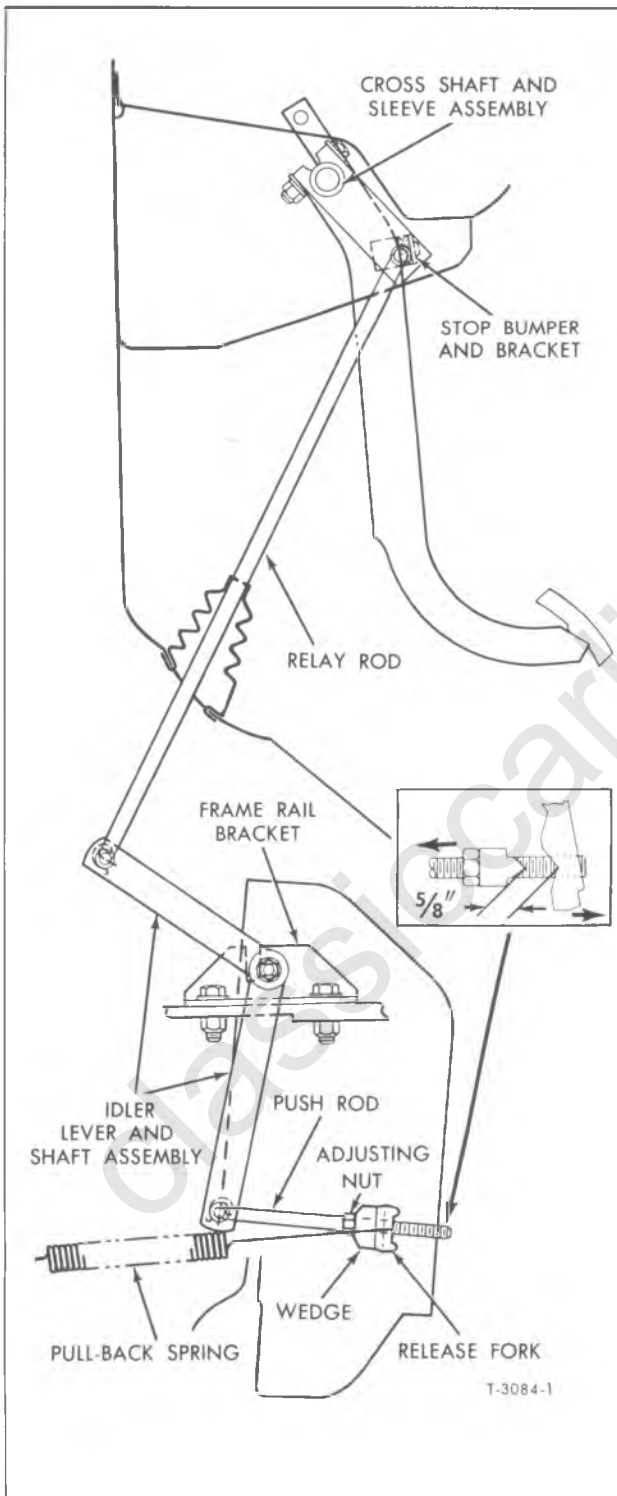 CROSS SHAFT AND
SLEEVE ASSEMBLY
STOP BUMPER
AND BRACKET
RELAY ROD
FRAME RAIL
BRACKET
5/8"
IDLER
LEVER AND
SHAFT ASSEMBLY
PUSH ROD
ADJUSTING
NUT
WEDGE
PULL-BACK SPRING
RELEASE FORK
T-3084-1